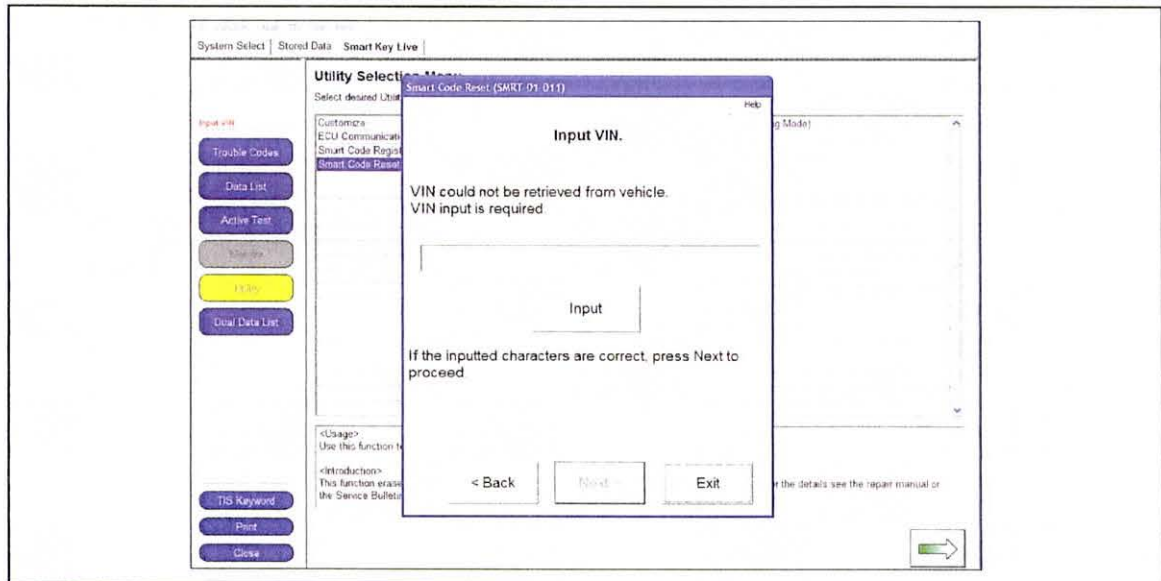 System Select | Stored Data Smart Key Live
Utility Selection Menu
Smart Code Reset (SMRT-01-011)
Select desired Utili
Help
Input VIN
Customize
ECU Communicati
g Mode)
Smart Code Regist
Smart Code Reset
Input VIN.
Trouble Codes
Data List
Active Test
Utility
Dual Data List
VIN could not be retrieved from vehicle.
VIN input is required.
Input
If the inputted characters are correct, press Next to
proceed.
<Usage>
Use this function t
<Introduction>
This function erase
r the details see the repair manual or
the Service Bulleti
< Back
Next >
Exit
TIS Keyword
Print
Close